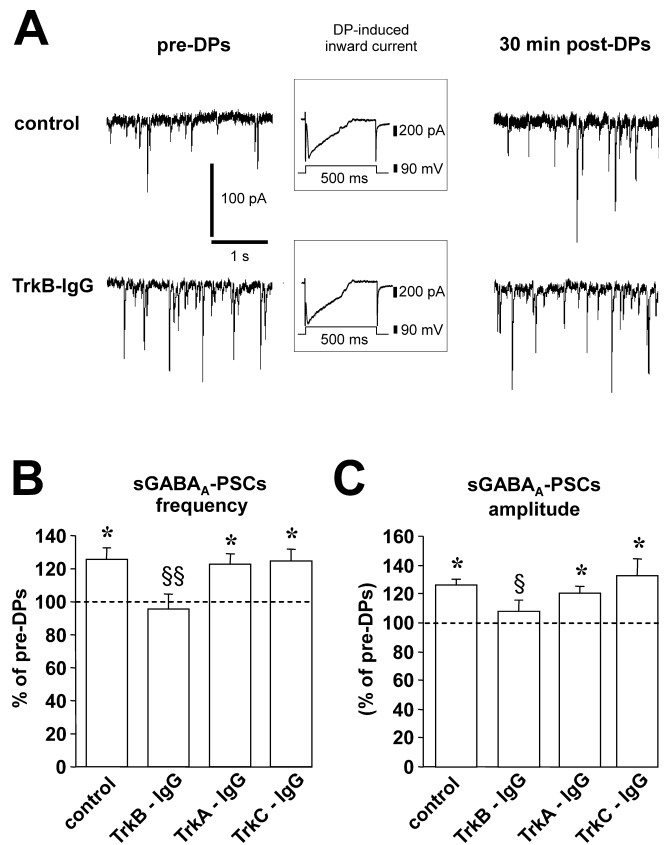 A
pre-DPs
DP-induced
inward current
30 min post-DPs
control
200 pA
90 mV
500 ms
100 pA
1 s
TrkB-IgG
200 pA
90 mV
500 ms
B
sGABAA-PSCs
frequency
% of pre-DPs
140
120
100
80
60
40
20
0
*
§§
*
*
control
TrkB - IgG
TrkA - IgG
TrkC - IgG
C
sGABAA-PSCs
amplitude
(% of pre-DPs)
160
140
120
100
80
60
40
20
0
*
§
*
*
control
TrkB - IgG
TrkA - IgG
TrkC - IgG